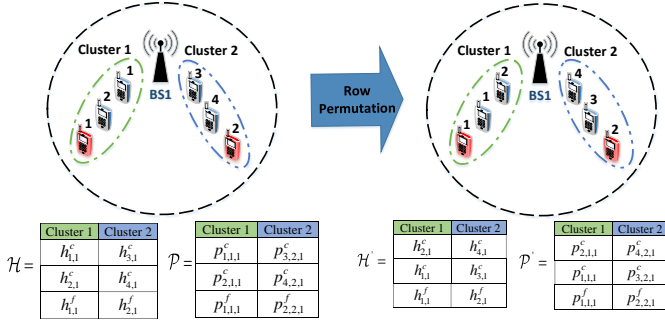 Cluster 1
Cluster 2
1
2
1
3
4
2
BS1
Row
Permutation
Cluster 1
Cluster 2
2
1
1
4
3
2
BS1
Cluster 1 Cluster 2
ℋ = h^c_{1,1} h^c_{3,1}
h^c_{2,1} h^c_{4,1}
h^f_{1,1} h^f_{2,1}
Cluster 1 Cluster 2
𝒫 = p^c_{1,1,1} p^c_{3,2,1}
p^c_{2,1,1} p^c_{4,2,1}
p^f_{1,1,1} p^f_{2,2,1}
Cluster 1 Cluster 2
ℋ' = h^c_{2,1} h^c_{4,1}
h^c_{1,1} h^c_{3,1}
h^f_{1,1} h^f_{2,1}
Cluster 1 Cluster 2
𝒫' = p^c_{2,1,1} p^c_{4,2,1}
p^c_{1,1,1} p^c_{3,2,1}
p^f_{1,1,1} p^f_{2,2,1}